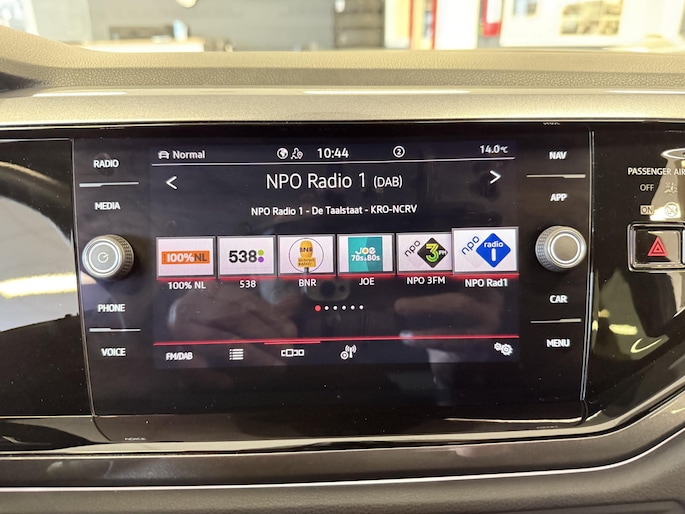 RADIO
MEDIA
PHONE
VOICE
NAV
APP
CAR
MENU
Normal
10:44
2
14.0°C
< NPO Radio 1 (DAB) >
NPO Radio 1 - De Taalstaat - KRO-NCRV
100%NL
538
BNR
JOE
70s&80s
npo
3FM
npo radio 1
100% NL
538
BNR
JOE
NPO 3FM
NPO Rad1
FM/DAB
PASSENGER AIR
OFF
ON